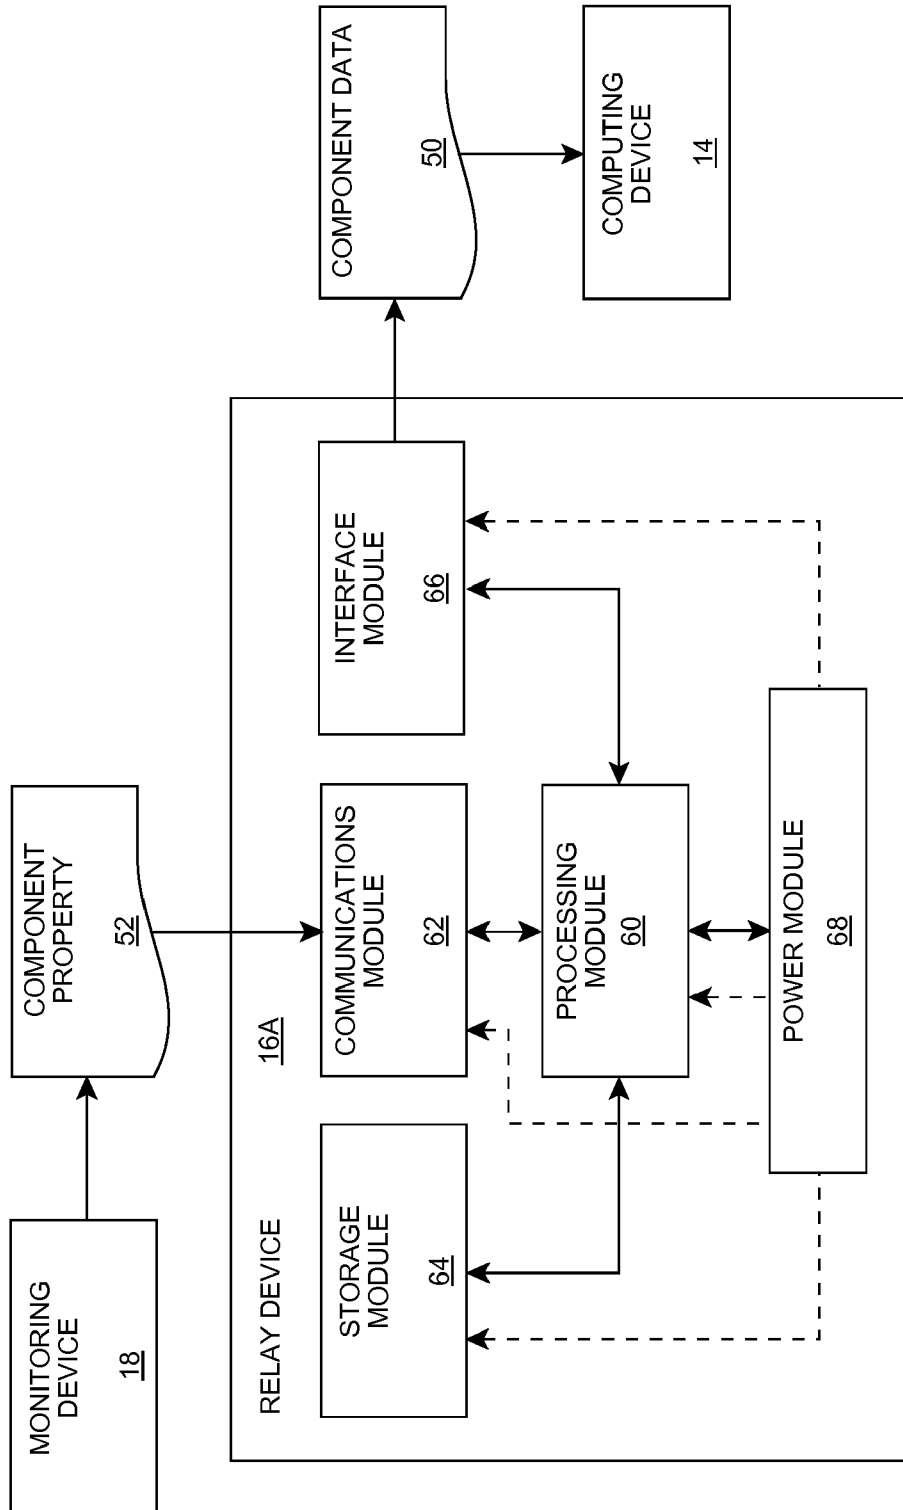 MONITORING
DEVICE
18
COMPONENT
PROPERTY
52
RELAY DEVICE
16A
STORAGE
MODULE
64
COMMUNICATIONS
MODULE
62
INTERFACE
MODULE
66
COMPONENT DATA
50
PROCESSING
MODULE
60
COMPUTING
DEVICE
14
POWER MODULE
68